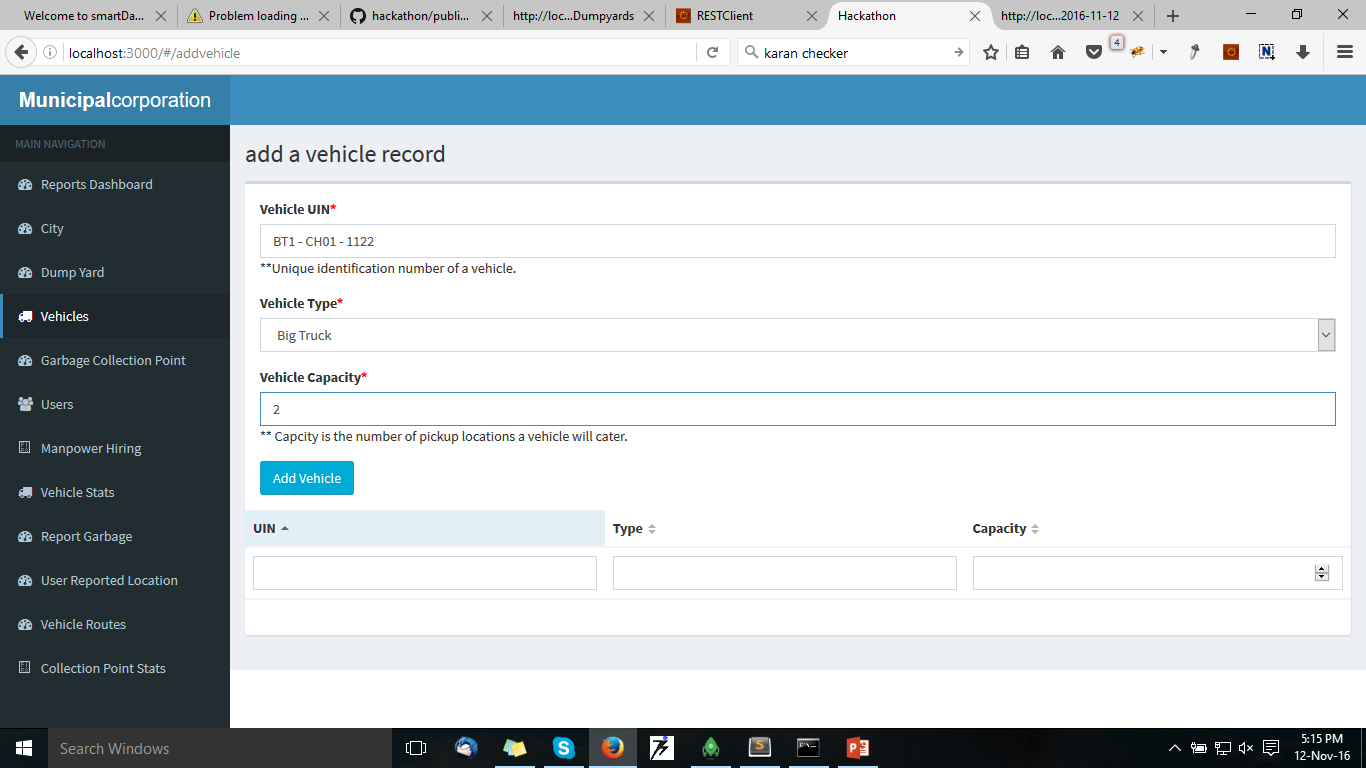 Welcome to smartDa...
Problem loading ...
hackathon/publi...
http://loc...Dumpyards
RESTClient
Hackathon
http://loc...2016-11-12
localhost:3000/#/addvehicle
karan checker
4
Municipalcorporation
MAIN NAVIGATION
Reports Dashboard
City
Dump Yard
Vehicles
Garbage Collection Point
Users
Manpower Hiring
Vehicle Stats
Report Garbage
User Reported Location
Vehicle Routes
Collection Point Stats
add a vehicle record
Vehicle UIN*
BT1 - CH01 - 1122
**Unique identification number of a vehicle.
Vehicle Type*
Big Truck
Vehicle Capacity*
2
** Capcity is the number of pickup locations a vehicle will cater.
Add Vehicle
UIN Type Capacity
Search Windows
5:15 PM
12-Nov-16